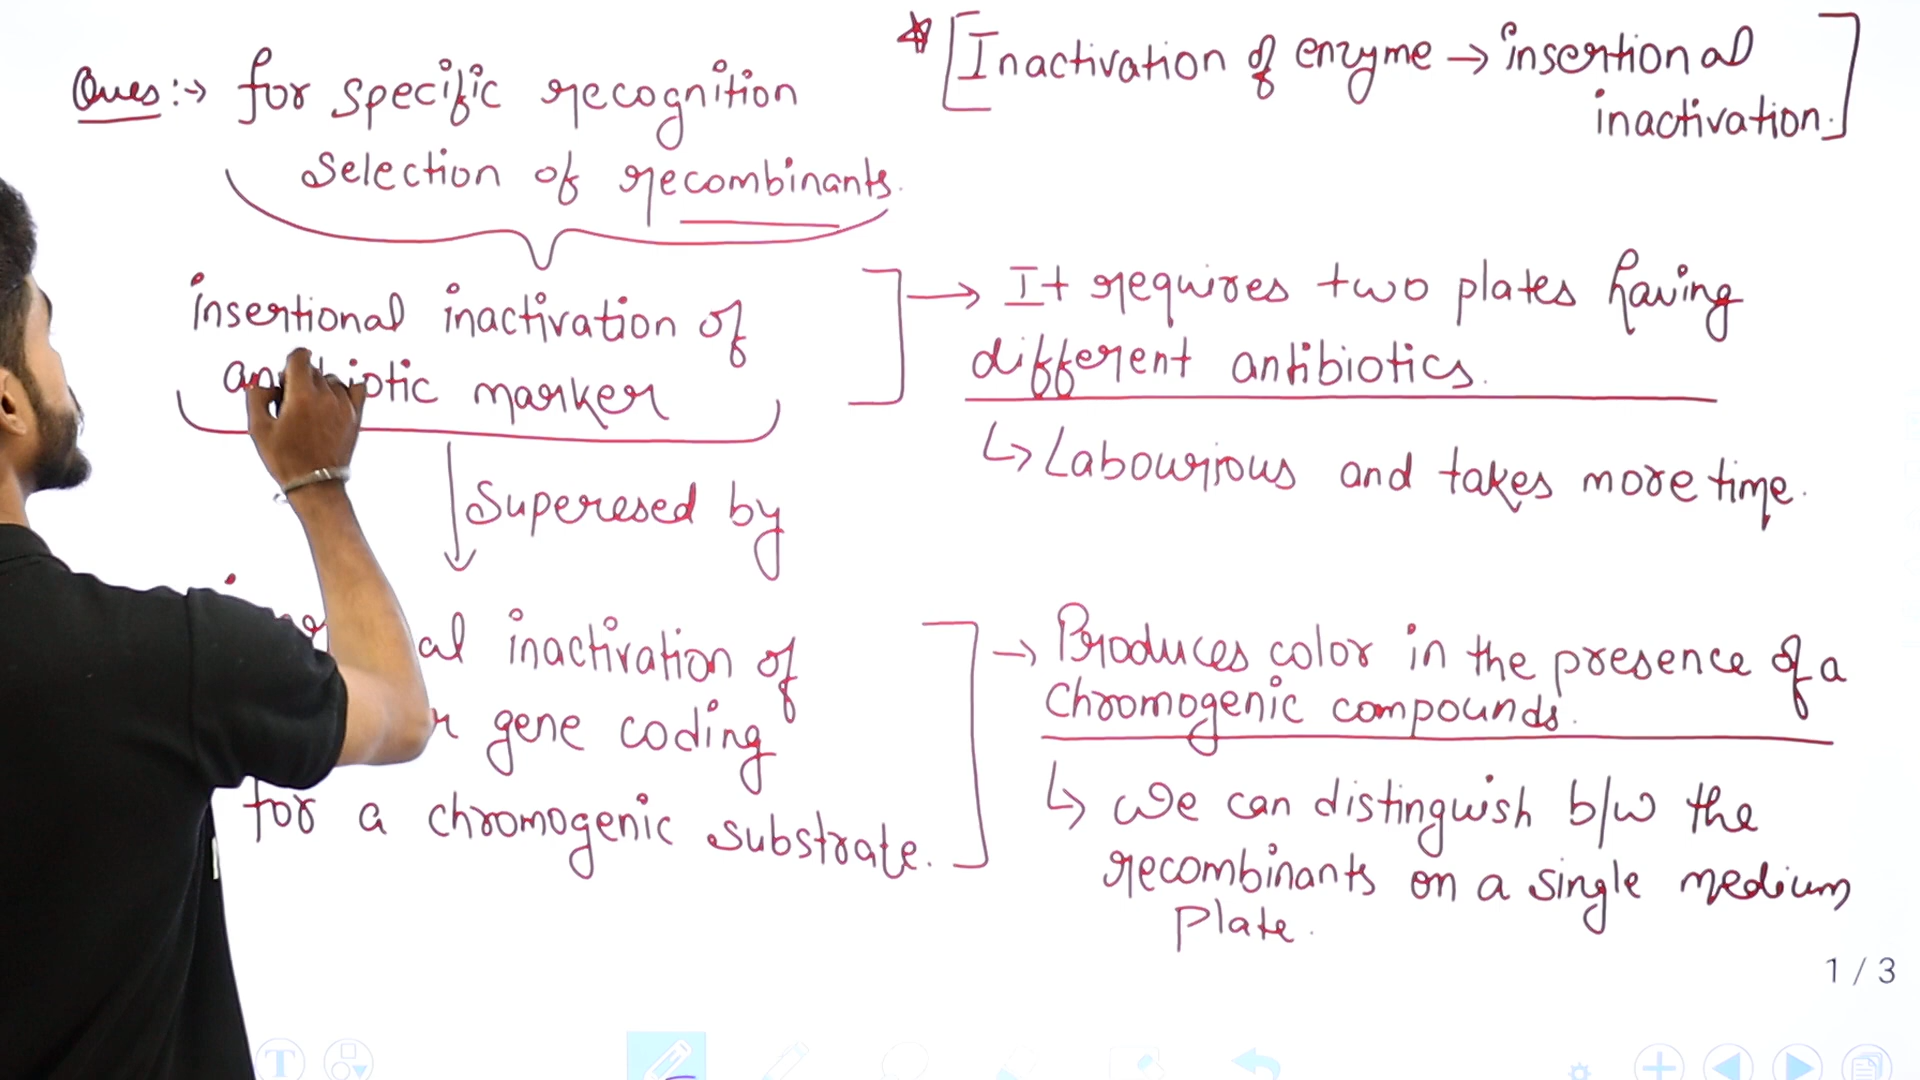 Ques:→ for specific recognition
Selection of recombinants.
* [Inactivation of enzyme → insertional
inactivation.]
insertional inactivation of
marker
→ It requires two plates having
different antibiotics.
↳ Labourious and takes more time.
Superesed by
inactivation of
gene coding
for a chromogenic substrate.
→ Produces color in the presence of a
Chromogenic compounds.
↳ We can distinguish b/w the
recombinants on a single medium
Plate.
1 / 3
T